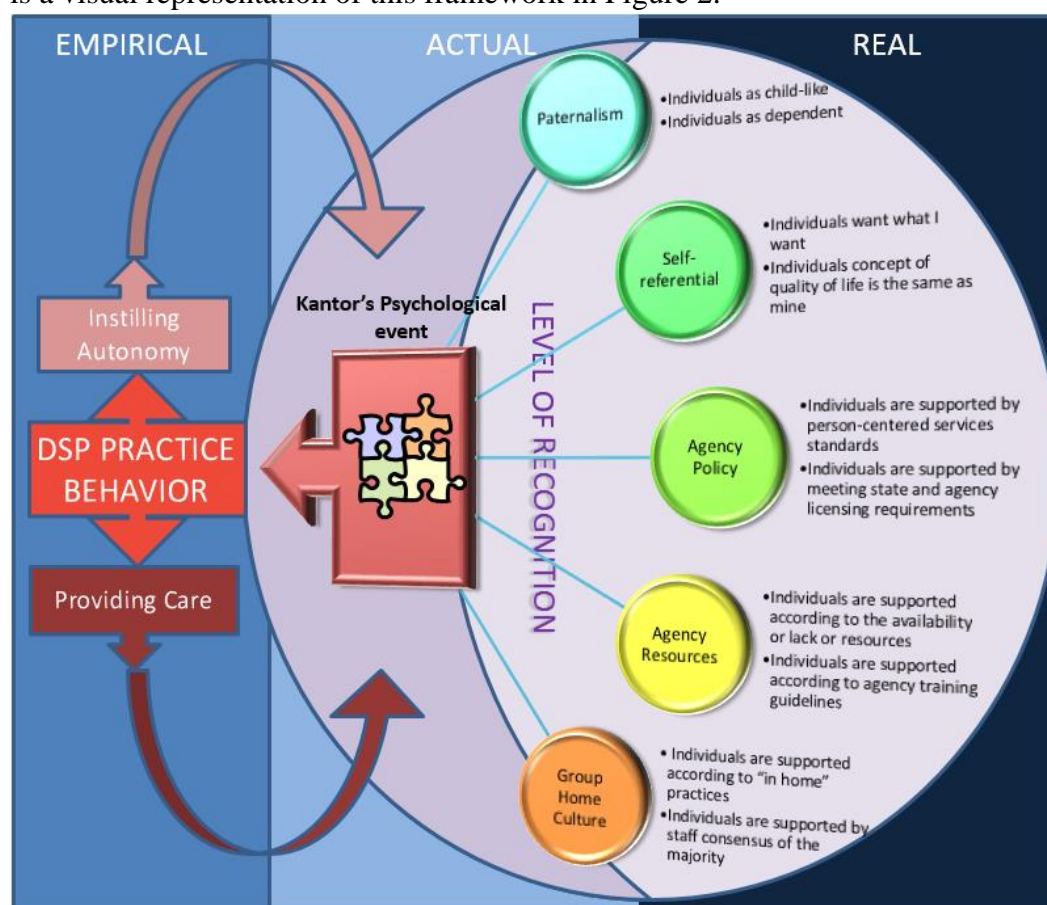 is a visual representation of this framework in Figure 2.
EMPIRICAL
ACTUAL
REAL
Paternalism
•Individuals as child-like
•Individuals as dependent
Self-
referential
•Individuals want what I
want
•Individuals concept of
quality of life is the same as
mine
Kantor's Psychological
event
LEVEL OF RECOGNITION
Instilling
Autonomy
DSP PRACTICE
BEHAVIOR
Providing Care
Agency
Policy
•Individuals are supported by
person-centered services
standards
•Individuals are supported by
meeting state and agency
licensing requirements
Agency
Resources
•Individuals are supported
according to the availability
or lack or resources
•Individuals are supported
according to agency training
guidelines
Group
Home
Culture
• Individuals are supported
according to “in home”
practices
•Individuals are supported by
staff consensus of the
majority